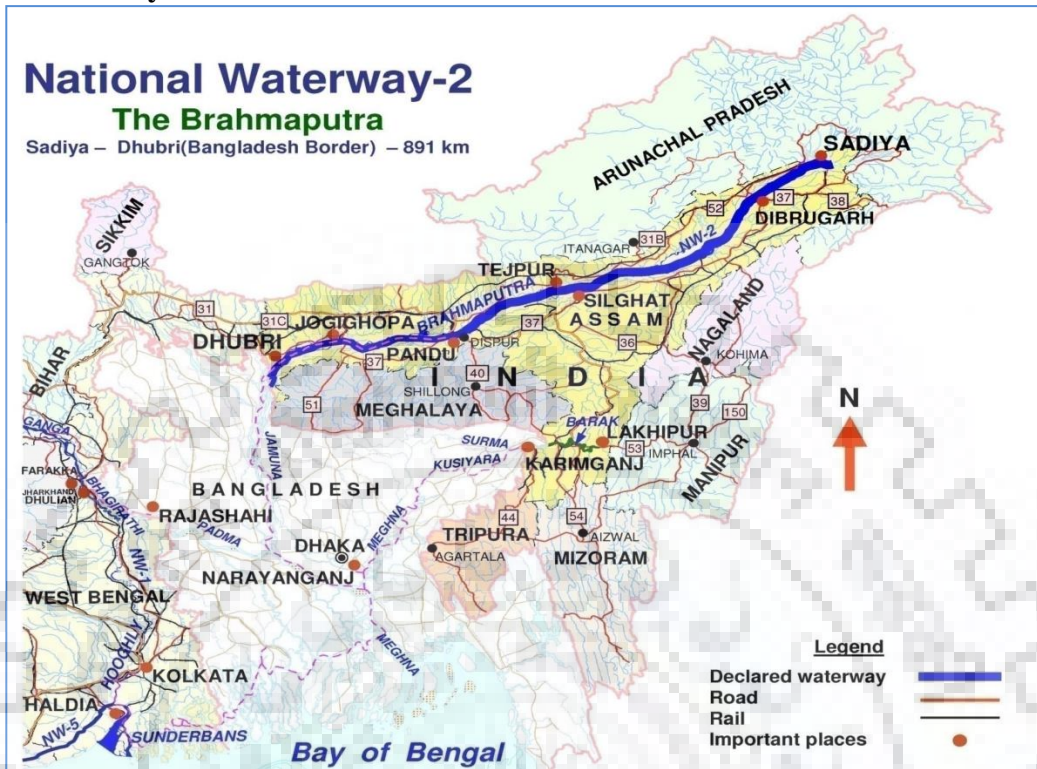 National Waterway-2
The Brahmaputra
Sadiya – Dhubri(Bangladesh Border) – 891 km
ARUNACHAL PRADESH
SADIYA
37
38
52
DIBRUGARH
SIKKIM
GANGTOK
ITANAGAR
31B
NW-2
TEJPUR
BRAHMAPUTRA
SILGHAT
ASSAM
NAGALAND
31
31C
JOGIGHOPA
37
DISPUR
36
KOHIMA
DHUBRI
37
PANDU
INDIA
BIHAR
SHILLONG
40
MEGHALAYA
51
39
150
N
GANGA
JAMUNA
SURMA
KUSIYARA
BARAK
LAKHIPUR
53
IMPHAL
KARIMGANJ
MANIPUR
FARAKKA
JHARKHAND
DHULIAN
BHAGIRATHI
BANGLADESH
RAJASHAHI
PADMA
MEGHNA
44
54
TRIPURA
AIZWAL
DHAKA
AGARTALA
MIZORAM
NARAYANGANJ
NW-1
WEST BENGAL
HOOGHLY
MEGHNA
KOLKATA
HALDIA
NW-5
SUNDERBANS
Bay of Bengal
Legend
Declared waterway
Road
Rail
Important places